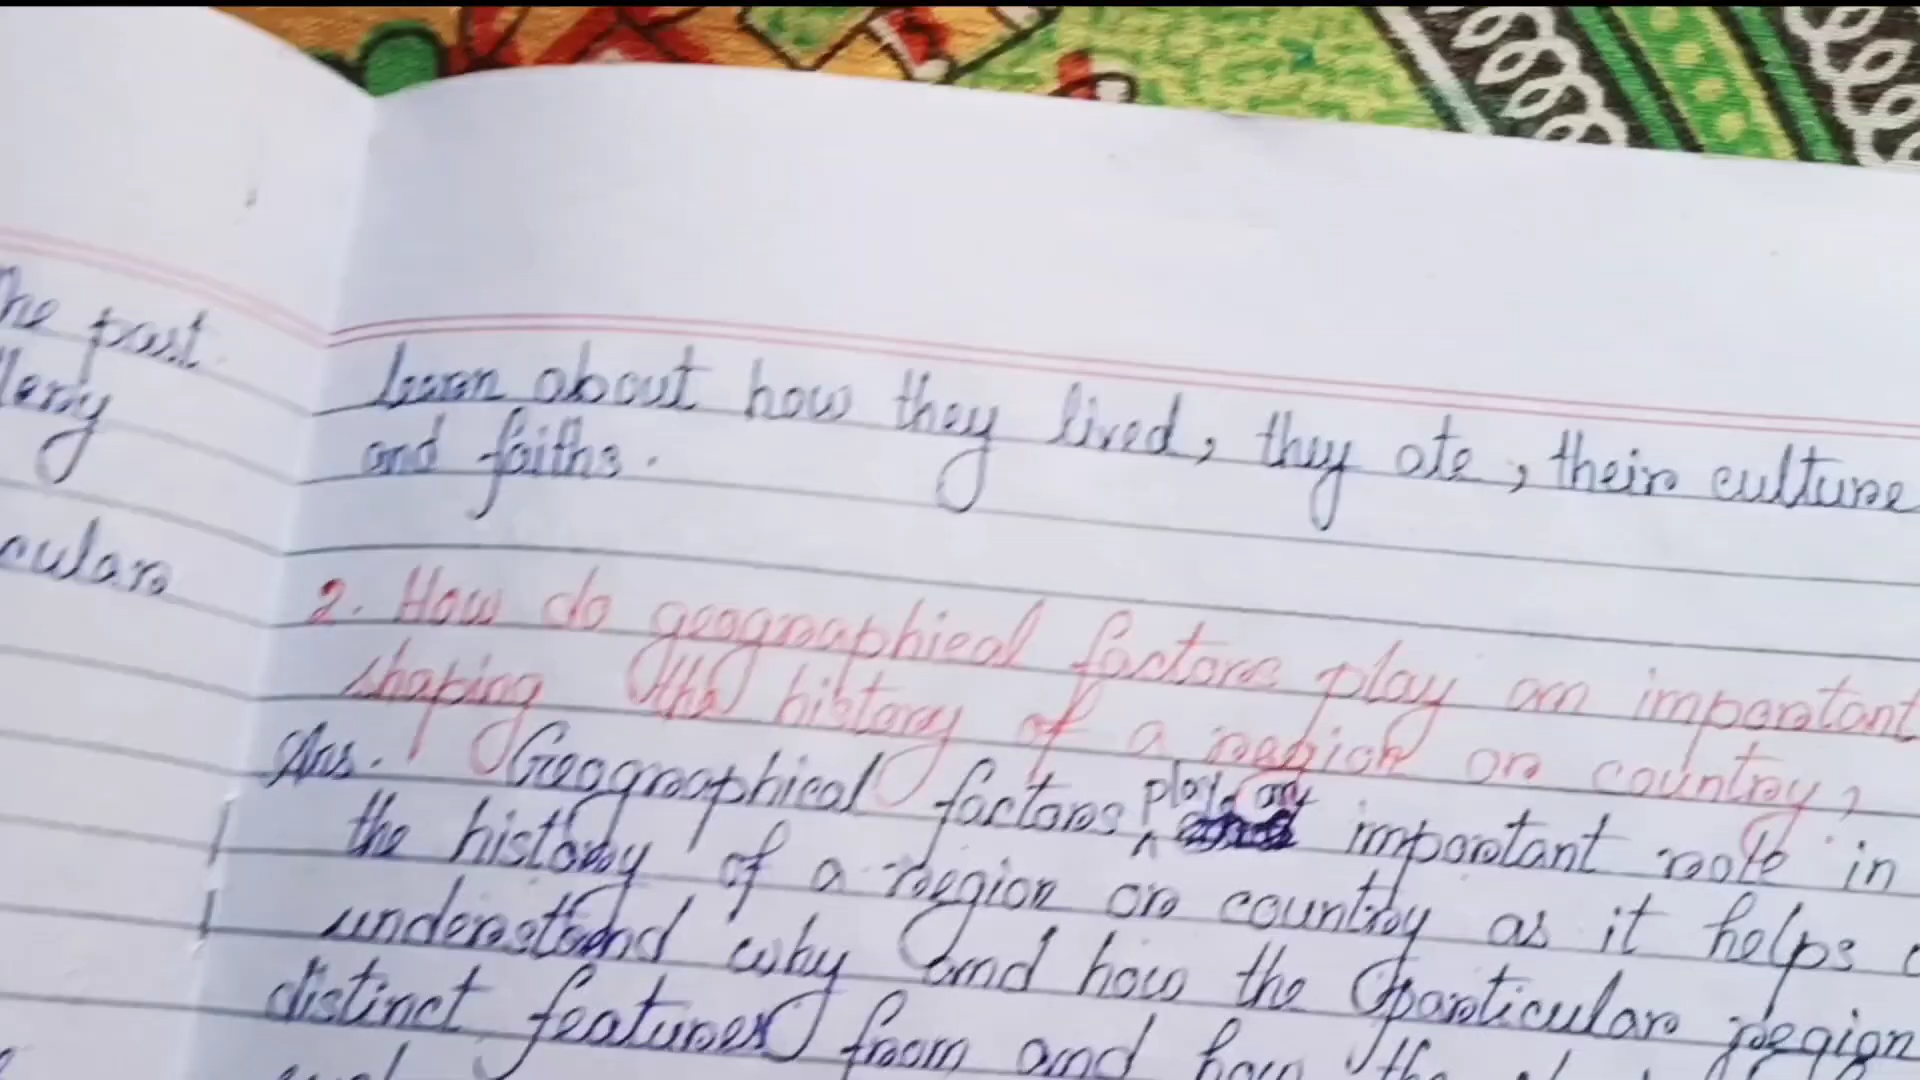 he past
learn about how they lived, they ate, their culture
and faiths.
cular
2. How do geographical factors play an important
shaping the history of a region or country,
Ans. Geographical factors play an important role in
the history of a region or country as it helps
understand why and how the particular region
distinct features from and how the